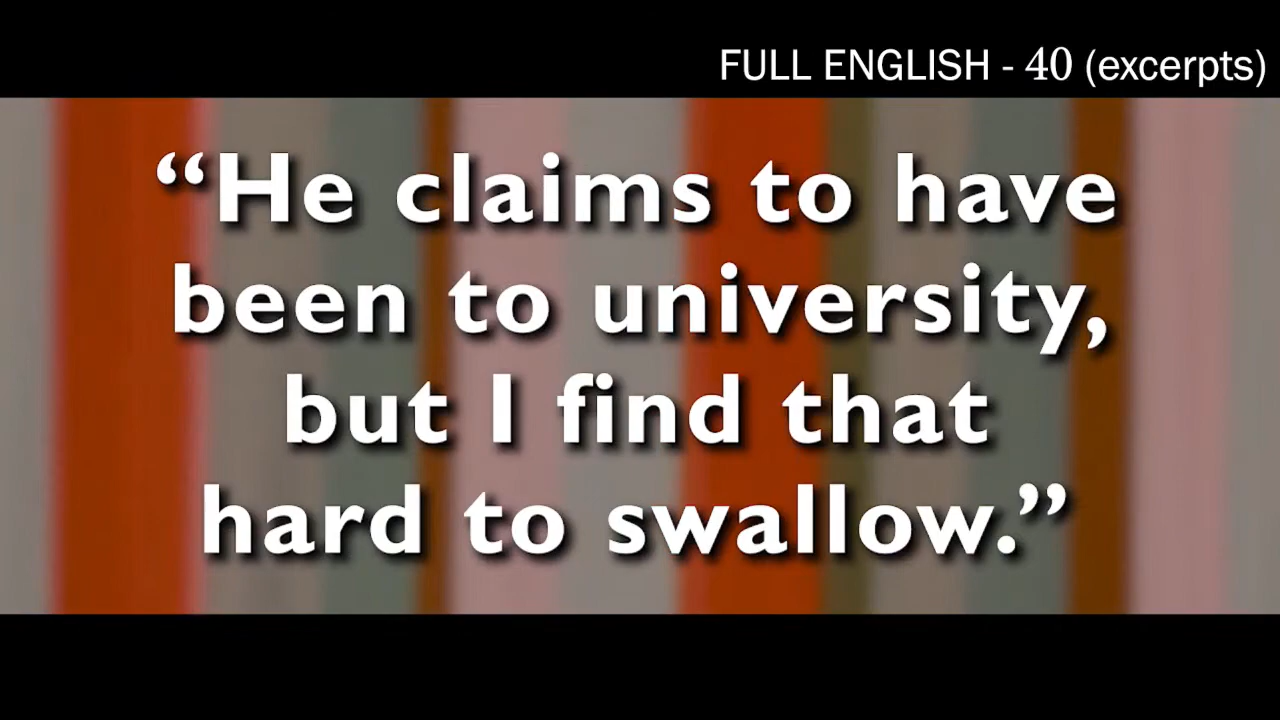 FULL ENGLISH - 40 (excerpts)
“He claims to have
been to university,
but I find that
hard to swallow.”